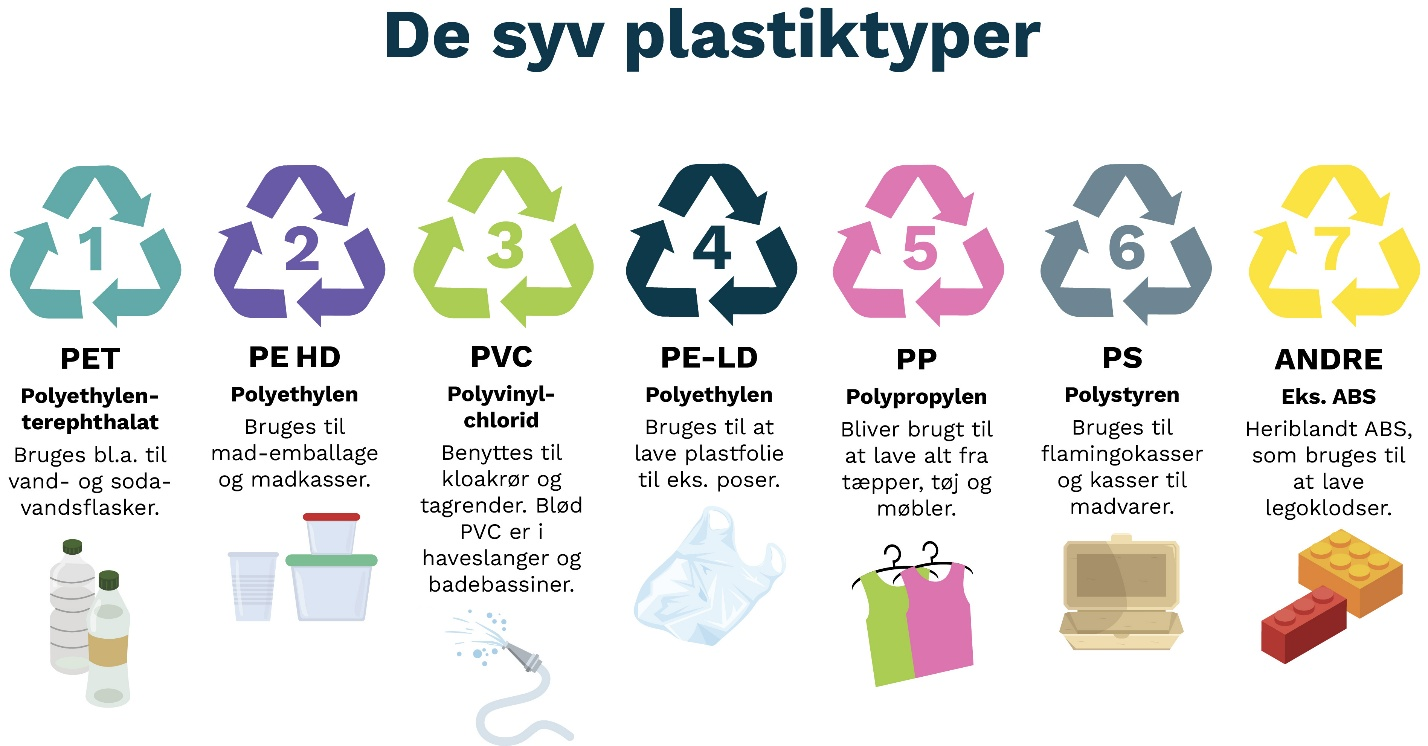 De syv plastiktyper
1
PET
Polyethylen-
terephthalat
Bruges bl.a. til
vand- og soda-
vandsflasker.
2
PE HD
Polyethylen
Bruges til
mad-emballage
og madkasser.
3
PVC
Polyvinyl-
chlorid
Benyttes til
kloakrør og
tagrender. Blød
PVC er i
haveslanger og
badebassiner.
4
PE-LD
Polyethylen
Bruges til at
lave plastfolie
til eks. poser.
5
PP
Polypropylen
Bliver brugt til
at lave alt fra
tæpper, tøj og
møbler.
6
PS
Polystyren
Bruges til
flamingokasser
og kasser til
madvarer.
7
ANDRE
Eks. ABS
Heriblandt ABS,
som bruges til
at lave
legoklodser.